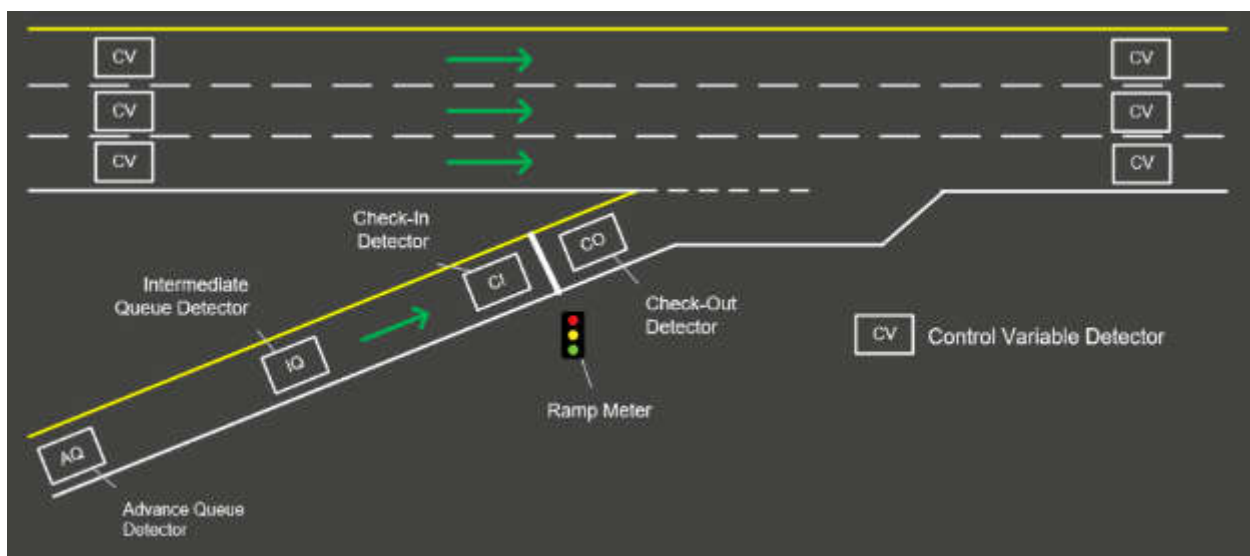 CV
CV
CV
CV
CV
CV
Check-In
Detector
CO
CI
Intermediate
Queue Detector
Check-Out
Detector
CV
Control Variable Detector
IQ
Ramp Meter
AQ
Advance Queue
Detector